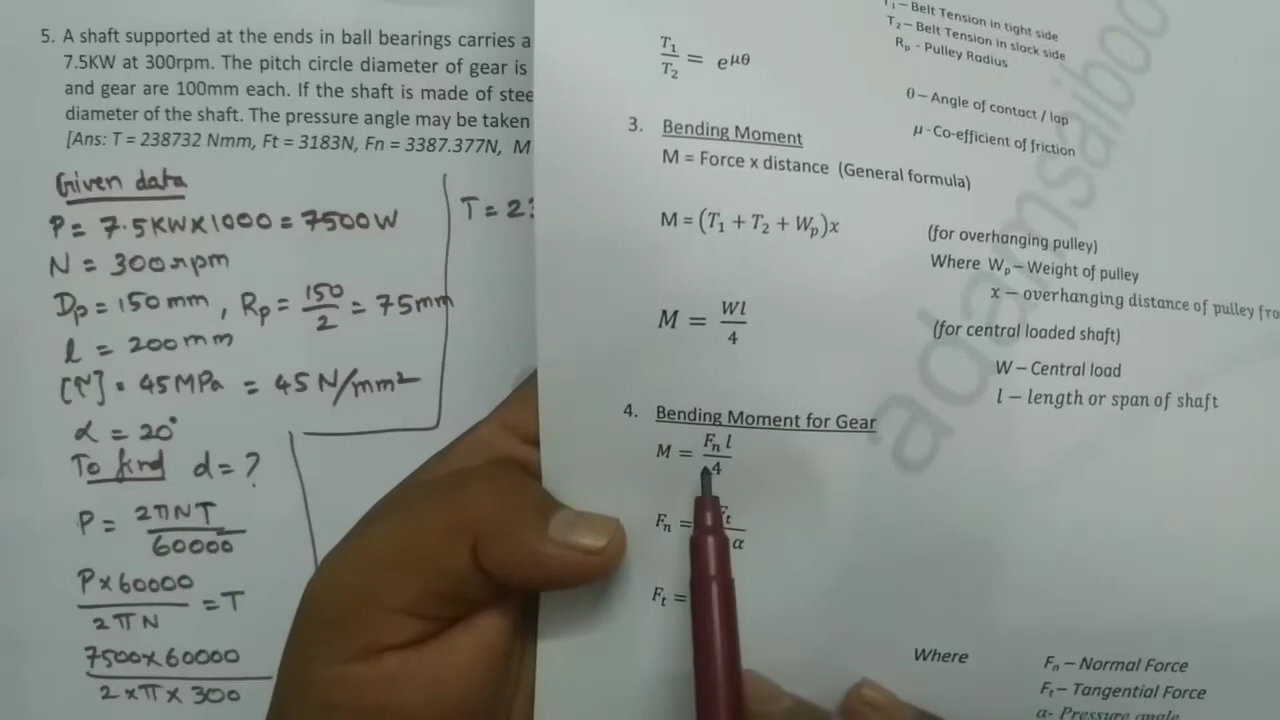 5. A shaft supported at the ends in ball bearings carries a
7.5KW at 300rpm. The pitch circle diameter of gear is
and gear are 100mm each. If the shaft is made of stee
diameter of the shaft. The pressure angle may be taken
[Ans: T = 238732 Nmm, Ft = 3183N, Fn = 3387.377N, M
Given data
P = 7.5KW×1000 = 7500W
N = 300rpm
Dp = 150mm, Rp = 150/2 = 75mm
l = 200mm
[τ] = 45MPa = 45N/mm²
α = 20°
To find d = ?
P = 2πNT/60000
P×60000/2πN = T
7500×60000/2×π×300
T = 23
T₁ – Belt Tension in tight side
T₂ – Belt Tension in slack side
Rₚ - Pulley Radius
T₁/T₂ = e^μθ
θ – Angle of contact / lap
μ - Co-efficient of friction
3. Bending Moment
M = Force x distance (General formula)
M = (T₁ + T₂ + Wₚ)x (for overhanging pulley)
Where Wₚ – Weight of pulley
x – overhanging distance of pulley fro
M = Wl/4 (for central loaded shaft)
W – Central load
l – length or span of shaft
4. Bending Moment for Gear
M = Fₙ l/4
Fₙ = Fₜ/ α
Fₜ =
Where Fₙ – Normal Force
Fₜ – Tangential Force
α- Pressure angle
adamsaiboo